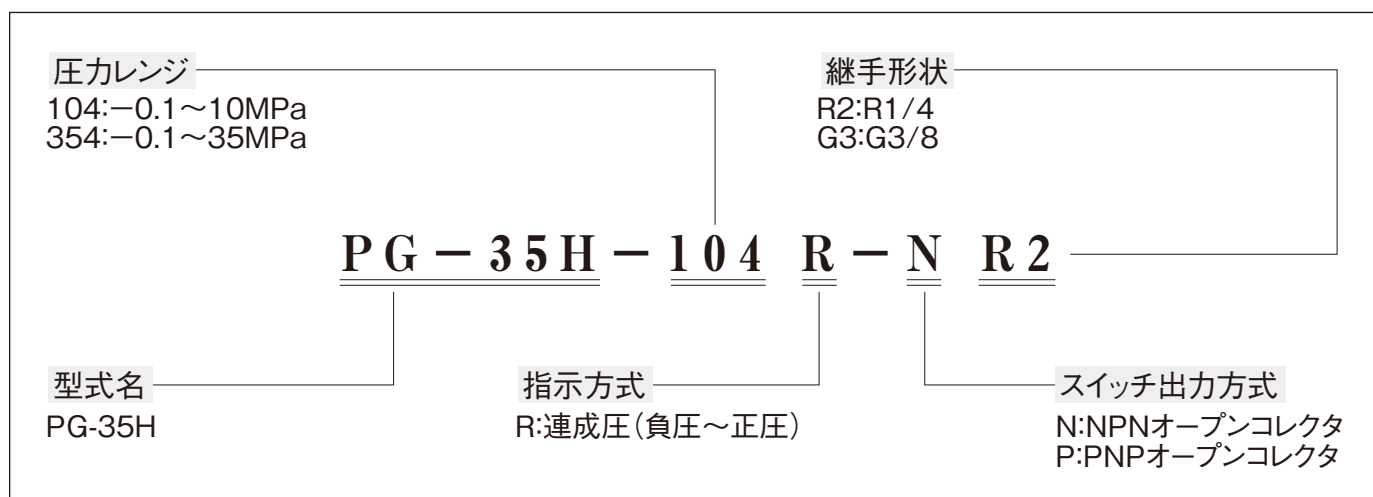 圧力レンジ
104:−0.1〜10MPa
354:−0.1〜35MPa
継手形状
R2:R1/4
G3:G3/8
PG−35H−104 R−N R2
型式名
PG-35H
指示方式
R:連成圧(負圧〜正圧)
スイッチ出力方式
N:NPNオープンコレクタ
P:PNPオープンコレクタ